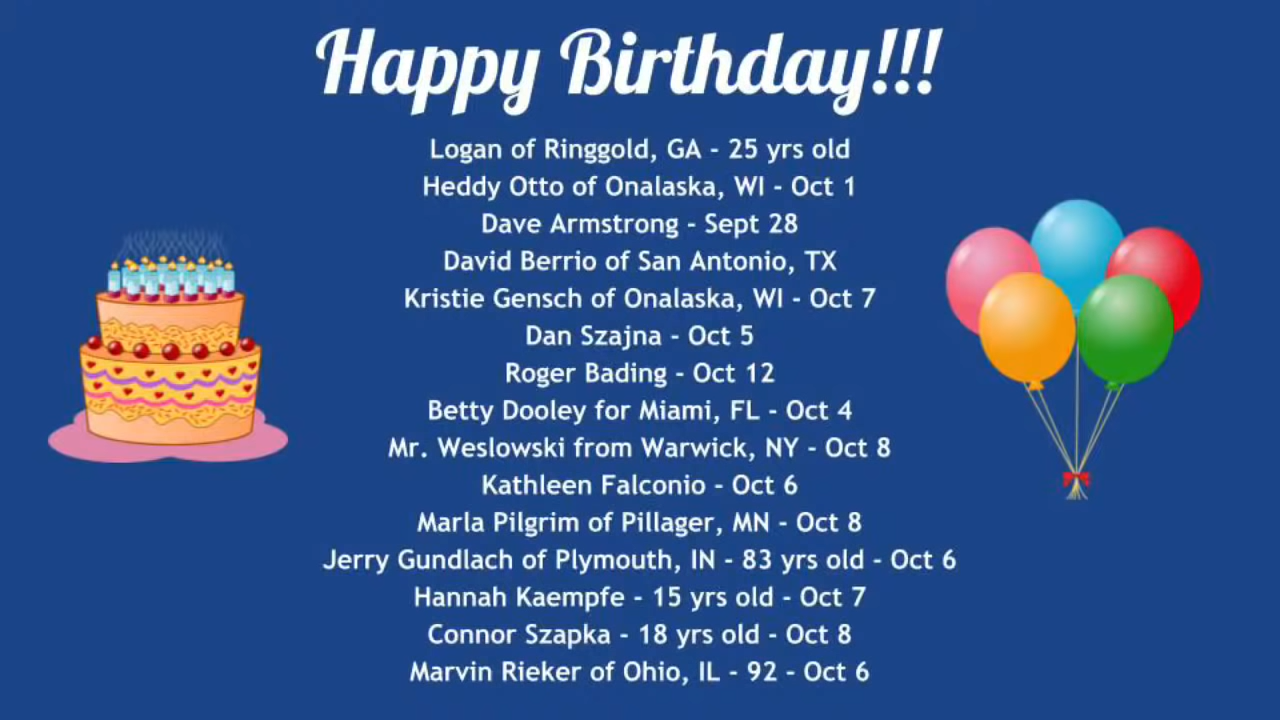 Happy Birthday!!!
Logan of Ringgold, GA - 25 yrs old
Heddy Otto of Onalaska, WI - Oct 1
Dave Armstrong - Sept 28
David Berrio of San Antonio, TX
Kristie Gensch of Onalaska, WI - Oct 7
Dan Szajna - Oct 5
Roger Bading - Oct 12
Betty Dooley for Miami, FL - Oct 4
Mr. Weslowski from Warwick, NY - Oct 8
Kathleen Falconio - Oct 6
Marla Pilgrim of Pillager, MN - Oct 8
Jerry Gundlach of Plymouth, IN - 83 yrs old - Oct 6
Hannah Kaempfe - 15 yrs old - Oct 7
Connor Szapka - 18 yrs old - Oct 8
Marvin Rieker of Ohio, IL - 92 - Oct 6